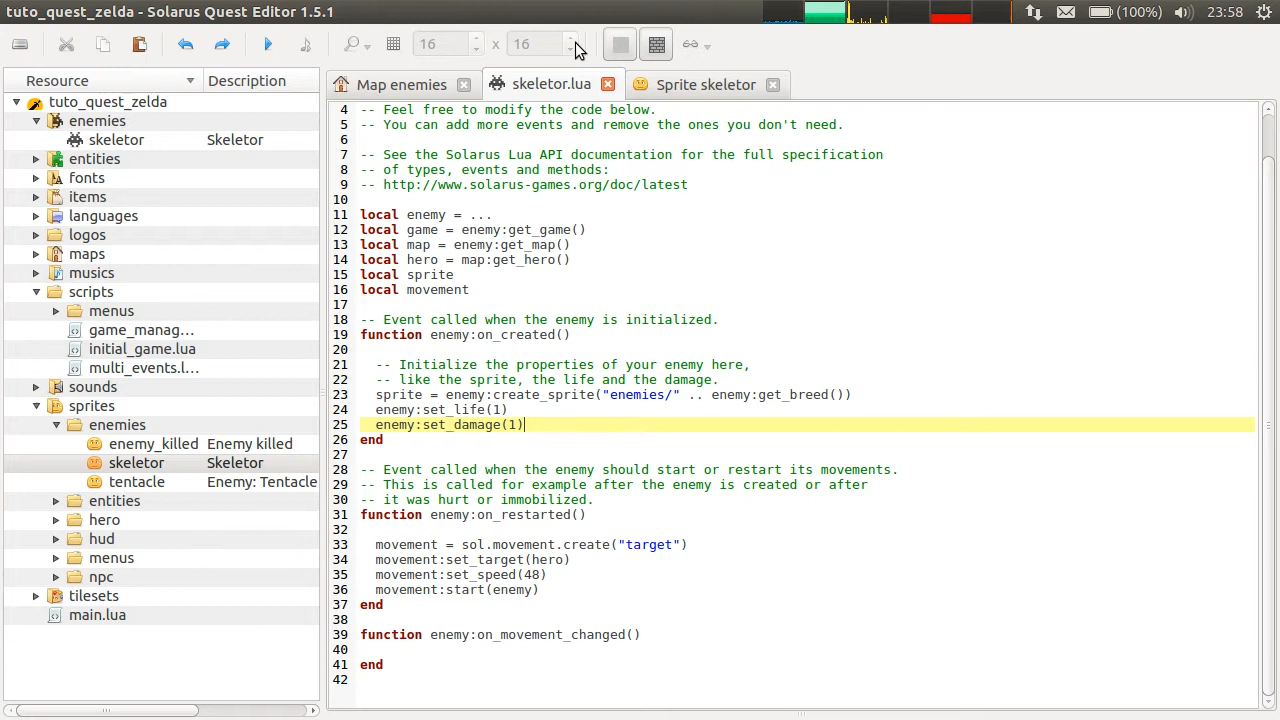 tuto_quest_zelda - Solarus Quest Editor 1.5.1
(100%) 23:58
16 x 16
Resource Description
Map enemies skeletor.lua Sprite skeletor
tuto_quest_zelda
enemies
skeletor Skeletor
entities
fonts
items
languages
logos
maps
musics
scripts
menus
game_manag...
initial_game.lua
multi_events.l...
sounds
sprites
enemies
enemy_killed Enemy killed
skeletor Skeletor
tentacle Enemy: Tentacle
entities
hero
hud
menus
npc
tilesets
main.lua
4 -- Feel free to modify the code below.
5 -- You can add more events and remove the ones you don't need.
6
7 -- See the Solarus Lua API documentation for the full specification
8 -- of types, events and methods:
9 -- http://www.solarus-games.org/doc/latest
10
11 local enemy = ...
12 local game = enemy:get_game()
13 local map = enemy:get_map()
14 local hero = map:get_hero()
15 local sprite
16 local movement
17
18 -- Event called when the enemy is initialized.
19 function enemy:on_created()
20
21   -- Initialize the properties of your enemy here,
22   -- like the sprite, the life and the damage.
23   sprite = enemy:create_sprite("enemies/" .. enemy:get_breed())
24   enemy:set_life(1)
25   enemy:set_damage(1)
26 end
27
28 -- Event called when the enemy should start or restart its movements.
29 -- This is called for example after the enemy is created or after
30 -- it was hurt or immobilized.
31 function enemy:on_restarted()
32
33   movement = sol.movement.create("target")
34   movement:set_target(hero)
35   movement:set_speed(48)
36   movement:start(enemy)
37 end
38
39 function enemy:on_movement_changed()
40
41 end
42